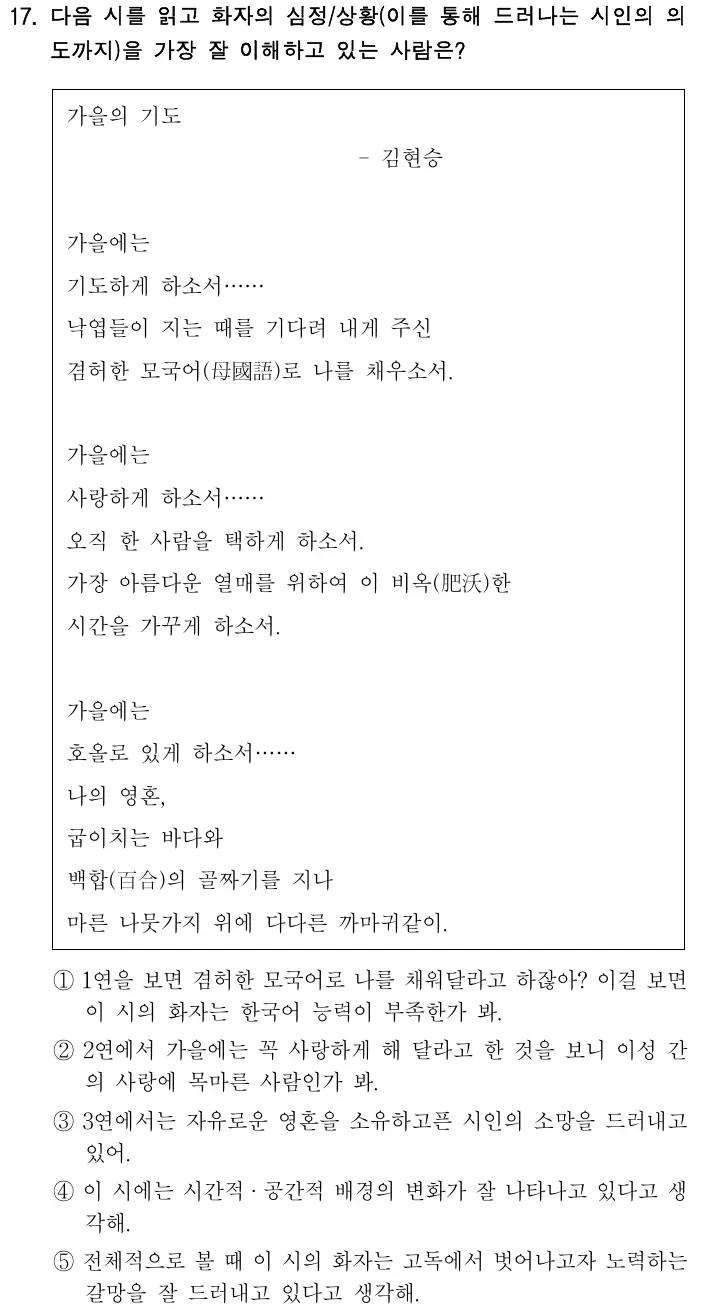 17. 다음 시를 읽고 화자의 심정/상황(이를 통해 드러나는 시인의 의
도까지)을 가장 잘 이해하고 있는 사람은?
가을의 기도
- 김현승
가을에는
기도하게 하소서……
낙엽들이 지는 때를 기다려 내게 주신
겸허한 모국어(母國語)로 나를 채우소서.
가을에는
사랑하게 하소서……
오직 한 사람을 택하게 하소서.
가장 아름다운 열매를 위하여 이 비옥(肥沃)한
시간을 가꾸게 하소서.
가을에는
호올로 있게 하소서……
나의 영혼,
굽이치는 바다와
백합(百合)의 골짜기를 지나
마른 나뭇가지 위에 다다른 까마귀같이.
① 1연을 보면 겸허한 모국어로 나를 채워달라고 하잖아? 이걸 보면
이 시의 화자는 한국어 능력이 부족한가 봐.
② 2연에서 가을에는 꼭 사랑하게 해 달라고 한 것을 보니 이성 간
의 사랑에 목마른 사람인가 봐.
③ 3연에서는 자유로운 영혼을 소유하고픈 시인의 소망을 드러내고
있어.
④ 이 시에는 시간적·공간적 배경의 변화가 잘 나타나고 있다고 생
각해.
⑤ 전체적으로 볼 때 이 시의 화자는 고독에서 벗어나고자 노력하는
갈망을 잘 드러내고 있다고 생각해.